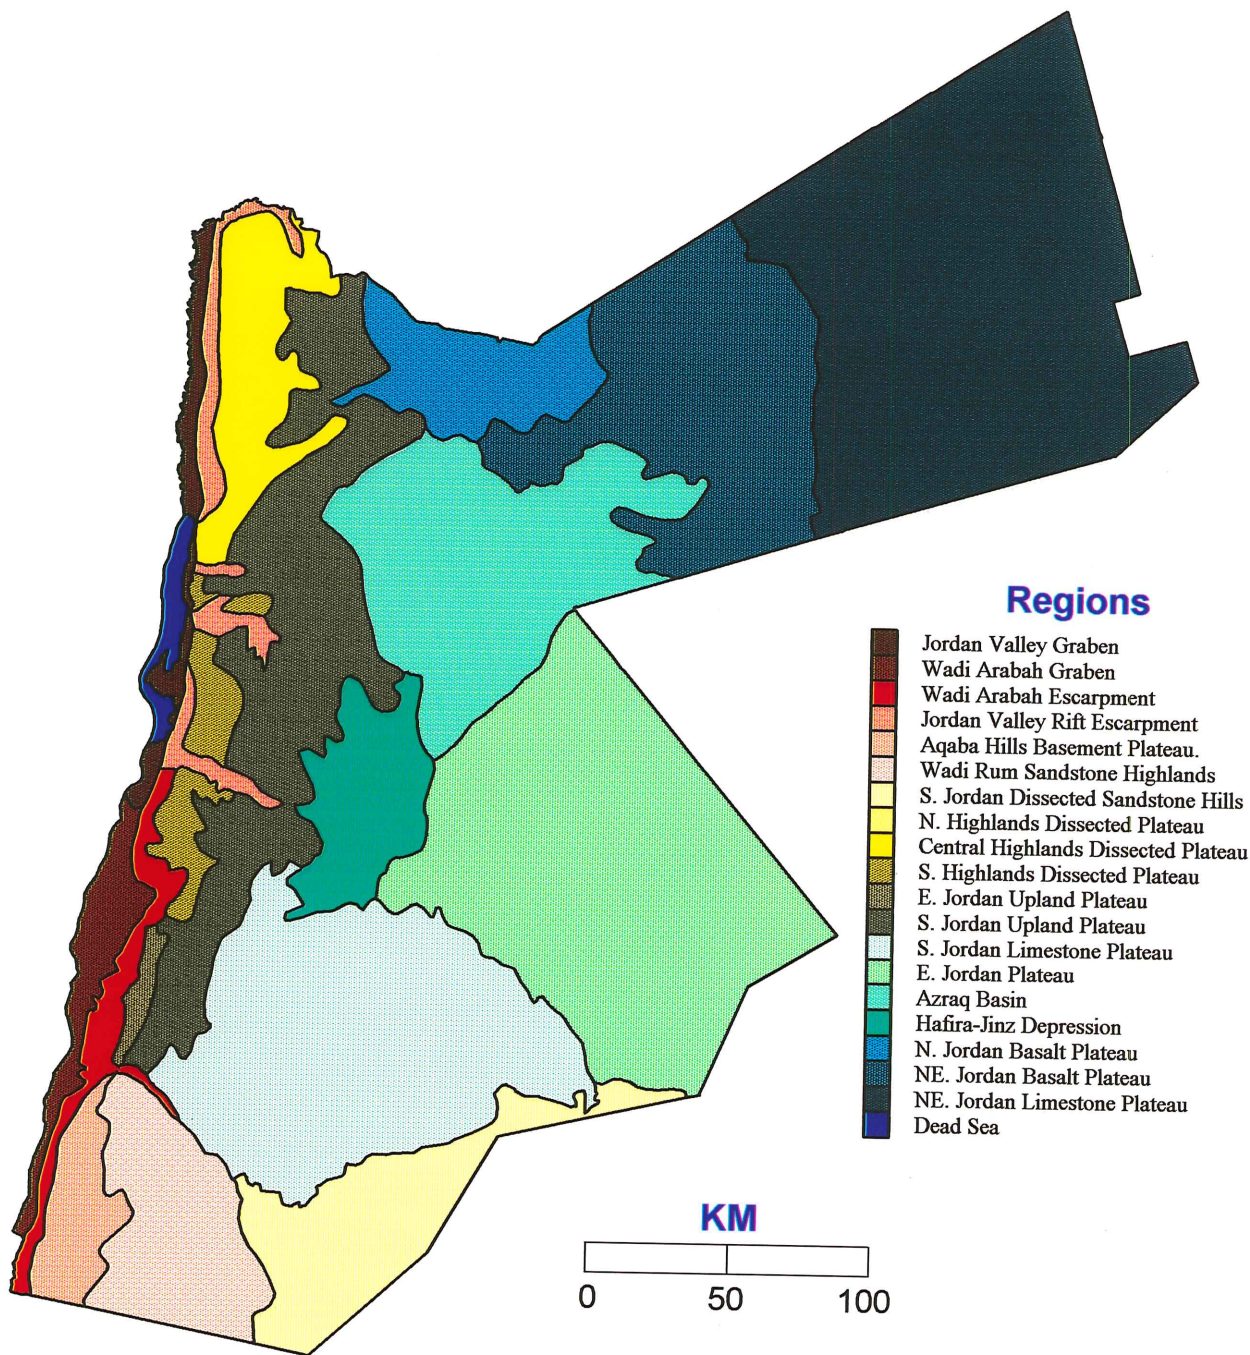 Regions
Jordan Valley Graben
Wadi Arabah Graben
Wadi Arabah Escarpment
Jordan Valley Rift Escarpment
Aqaba Hills Basement Plateau.
Wadi Rum Sandstone Highlands
S. Jordan Dissected Sandstone Hills
N. Highlands Dissected Plateau
Central Highlands Dissected Plateau
S. Highlands Dissected Plateau
E. Jordan Upland Plateau
S. Jordan Upland Plateau
S. Jordan Limestone Plateau
E. Jordan Plateau
Azraq Basin
Hafira-Jinz Depression
N. Jordan Basalt Plateau
NE. Jordan Basalt Plateau
NE. Jordan Limestone Plateau
Dead Sea
KM
0 50 100